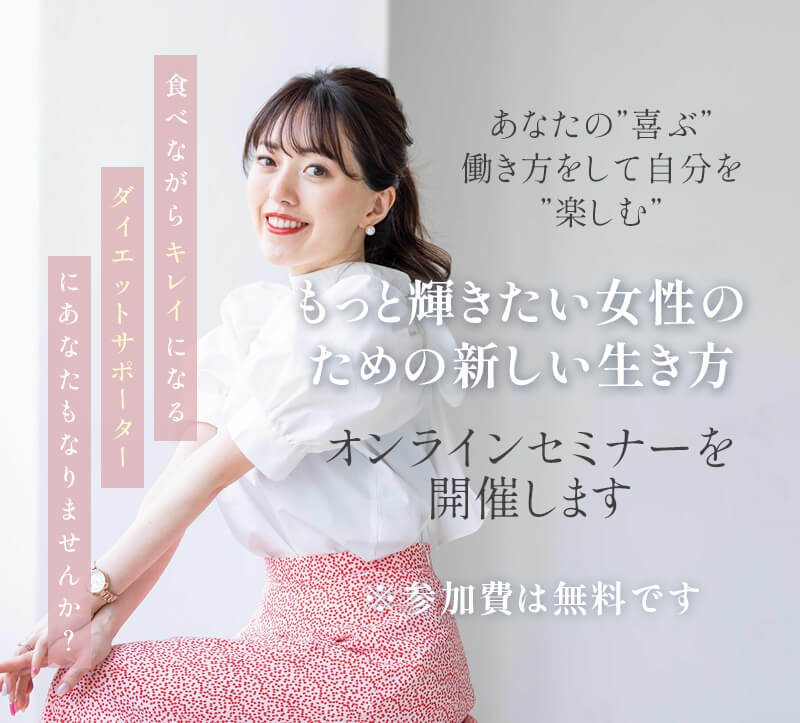 食べながらキレイになる
ダイエットサポーター
にあなたもなりませんか？
あなたの”喜ぶ”
働き方をして自分を
”楽しむ”
もっと輝きたい女性の
ための新しい生き方
オンラインセミナーを
開催します
※参加費は無料です